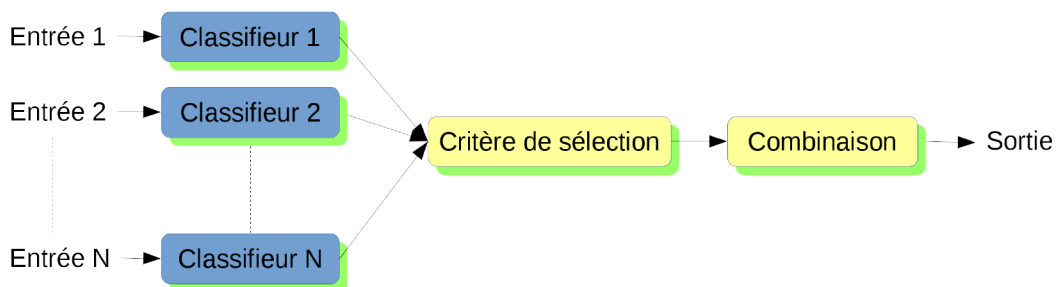 Entrée 1
Classifieur 1
Entrée 2
Classifieur 2
Critère de sélection
Combinaison
Sortie
Entrée N
Classifieur N